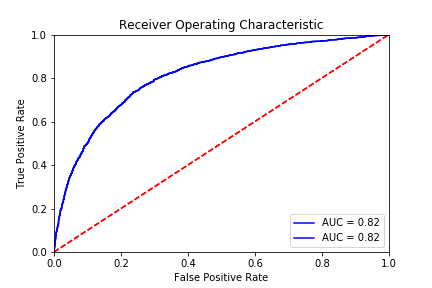 Receiver Operating Characteristic
True Positive Rate
1.0
0.8
0.6
0.4
0.2
0.0
AUC = 0.82
AUC = 0.82
0.0 0.2 0.4 0.6 0.8 1.0
False Positive Rate